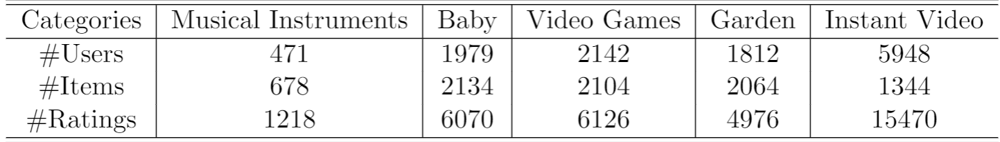 Categories Musical Instruments Baby Video Games Garden Instant Video
#Users 471 1979 2142 1812 5948
#Items 678 2134 2104 2064 1344
#Ratings 1218 6070 6126 4976 15470